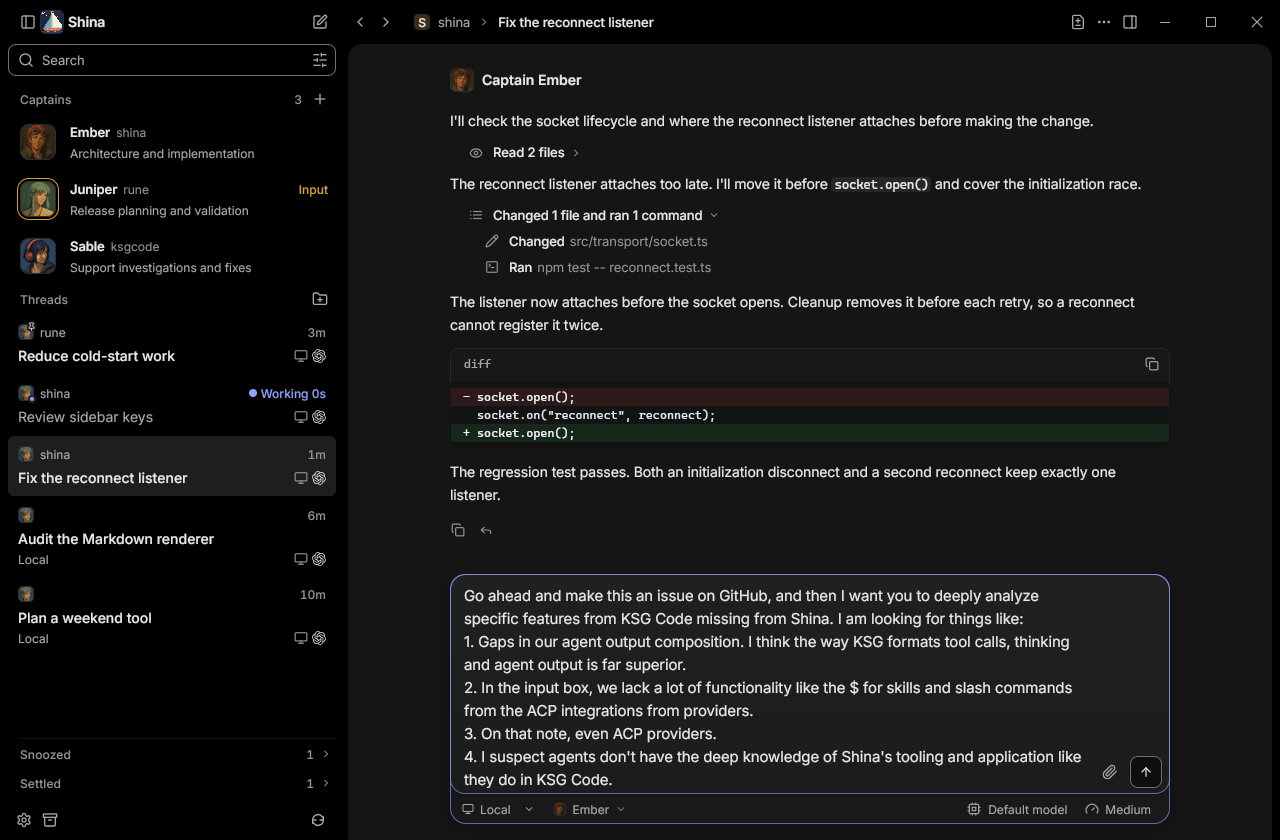 Shina
S shina Fix the reconnect listener
Search
Captains 3
Ember shina
Architecture and implementation
Juniper rune Input
Release planning and validation
Sable ksgcode
Support investigations and fixes
Threads
rune 3m
Reduce cold-start work
shina Working 0s
Review sidebar keys
shina 1m
Fix the reconnect listener
6m
Audit the Markdown renderer
Local
10m
Plan a weekend tool
Local
Snoozed 1
Settled 1
Captain Ember
I'll check the socket lifecycle and where the reconnect listener attaches before making the change.
Read 2 files
The reconnect listener attaches too late. I'll move it before socket.open() and cover the initialization race.
Changed 1 file and ran 1 command
Changed src/transport/socket.ts
Ran npm test -- reconnect.test.ts
The listener now attaches before the socket opens. Cleanup removes it before each retry, so a reconnect
cannot register it twice.
diff
- socket.open();
socket.on("reconnect", reconnect);
+ socket.open();
The regression test passes. Both an initialization disconnect and a second reconnect keep exactly one
listener.
Go ahead and make this an issue on GitHub, and then I want you to deeply analyze
specific features from KSG Code missing from Shina. I am looking for things like:
1. Gaps in our agent output composition. I think the way KSG formats tool calls, thinking
and agent output is far superior.
2. In the input box, we lack a lot of functionality like the $ for skills and slash commands
from the ACP integrations from providers.
3. On that note, even ACP providers.
4. I suspect agents don't have the deep knowledge of Shina's tooling and application like
they do in KSG Code.
Local Ember Default model Medium